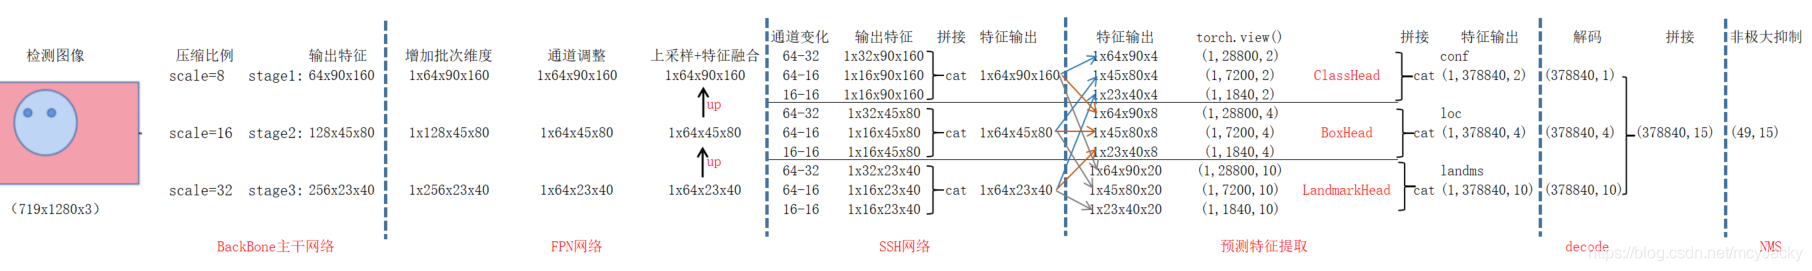 检测图像
压缩比例 输出特征 增加批次维度 通道调整 上采样+特征融合 通道变化 输出特征 拼接 特征输出 特征输出 torch.view() 拼接 特征输出 解码 拼接 非极大抑制
64-32 1x32x90x160 1x64x90x4 (1,28800,2) conf
scale=8 stage1: 64x90x160 1x64x90x160 1x64x90x160 1x64x90x160 64-16 1x16x90x160 cat 1x64x90x160 1x45x80x4 (1,7200,2) ClassHead cat (1,378840,2) (378840,1)
16-16 1x16x90x160 1x23x40x4 (1,1840,2)
up
64-32 1x32x45x80 1x64x90x8 (1,28800,4) loc
scale=16 stage2: 128x45x80 1x128x45x80 1x64x45x80 1x64x45x80 64-16 1x16x45x80 cat 1x64x45x80 1x45x80x8 (1,7200,4) BoxHead cat (1,378840,4) (378840,4) (378840,15) (49,15)
16-16 1x16x45x80 1x23x40x8 (1,1840,4)
up
64-32 1x32x23x40 1x64x90x20 (1,28800,10) landms
scale=32 stage3: 256x23x40 1x256x23x40 1x64x23x40 1x64x23x40 64-16 1x16x23x40 cat 1x64x23x40 1x45x80x20 (1,7200,10) LandmarkHead cat (1,378840,10) (378840,10)
16-16 1x16x23x40 1x23x40x20 (1,1840,10)
(719x1280x3)
BackBone主干网络 FPN网络 SSH网络 预测特征提取 decode NMS
https://blog.csdn.net/mcyJacky